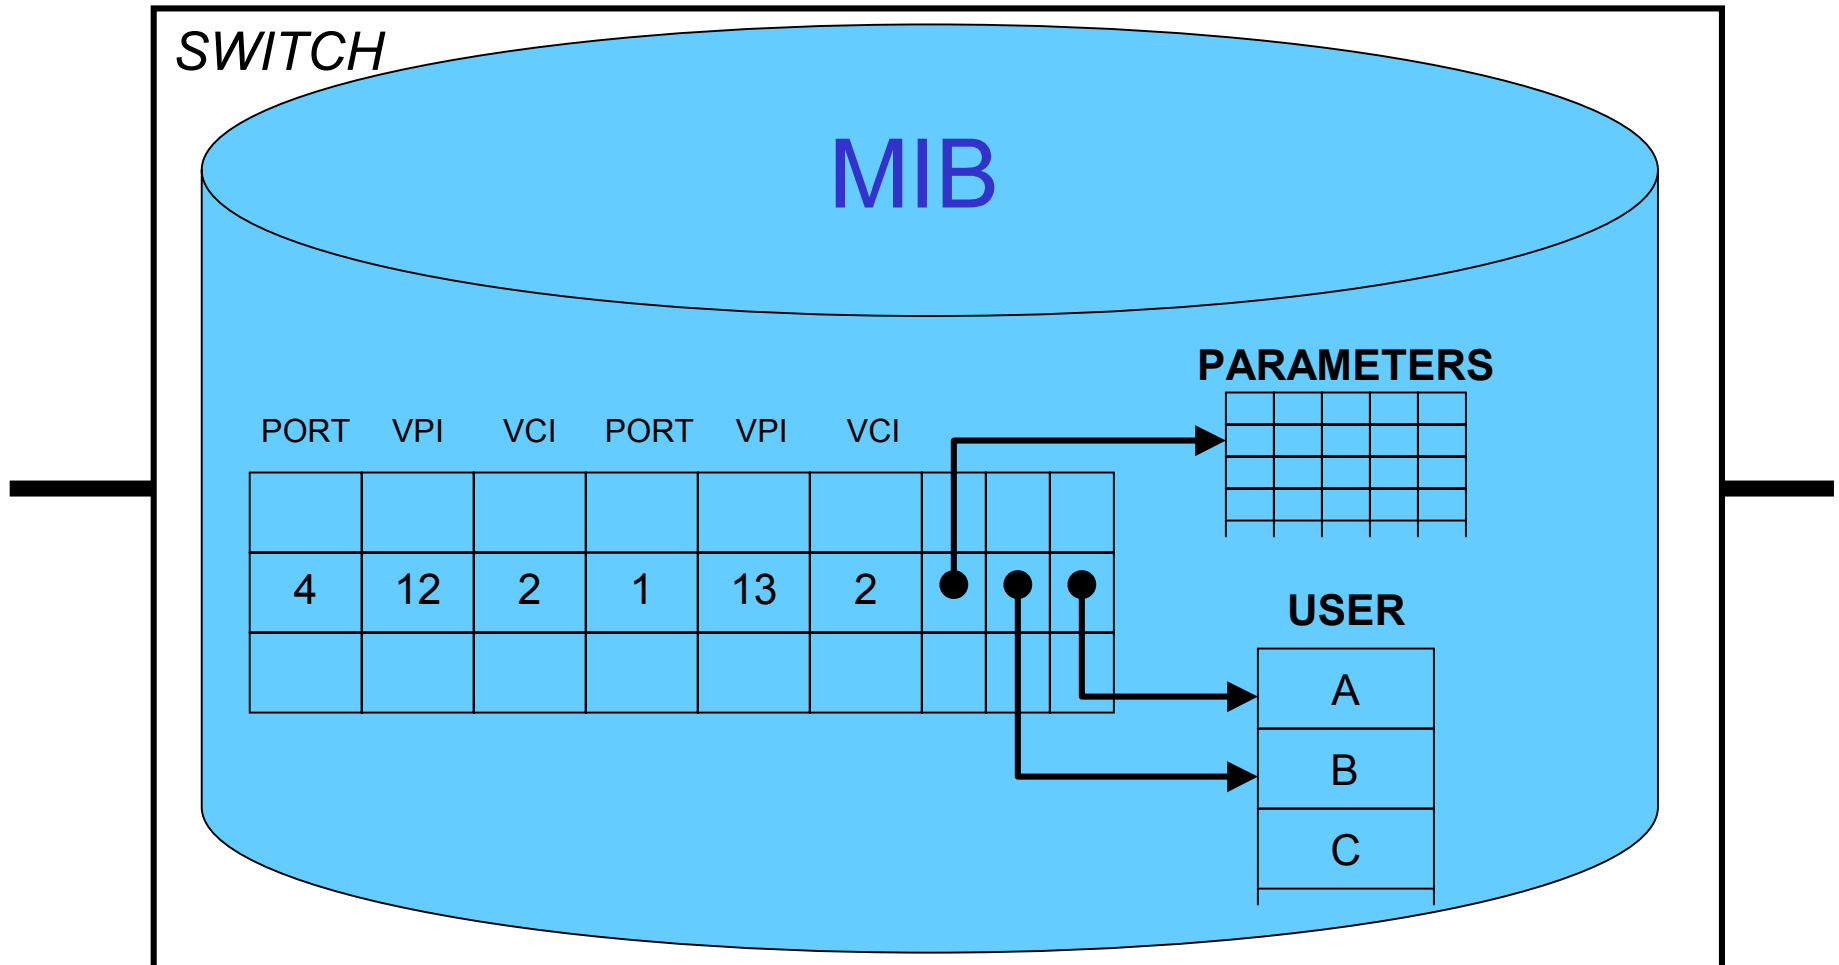 SWITCH
MIB
PARAMETERS
PORT VPI VCI PORT VPI VCI
4 12 2 1 13 2
USER
A
B
C